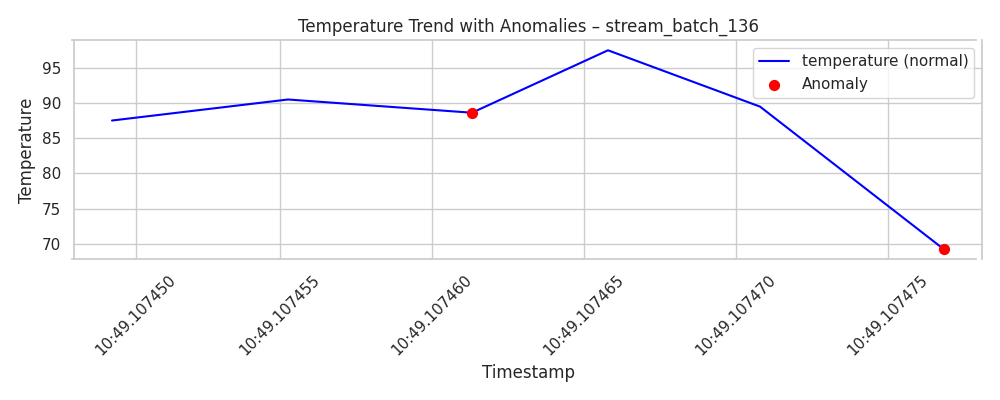 Temperature Trend with Anomalies – stream_batch_136
temperature (normal)
Anomaly
Temperature
95
90
85
80
75
70
10:49.107450
10:49.107455
10:49.107460
10:49.107465
10:49.107470
10:49.107475
Timestamp